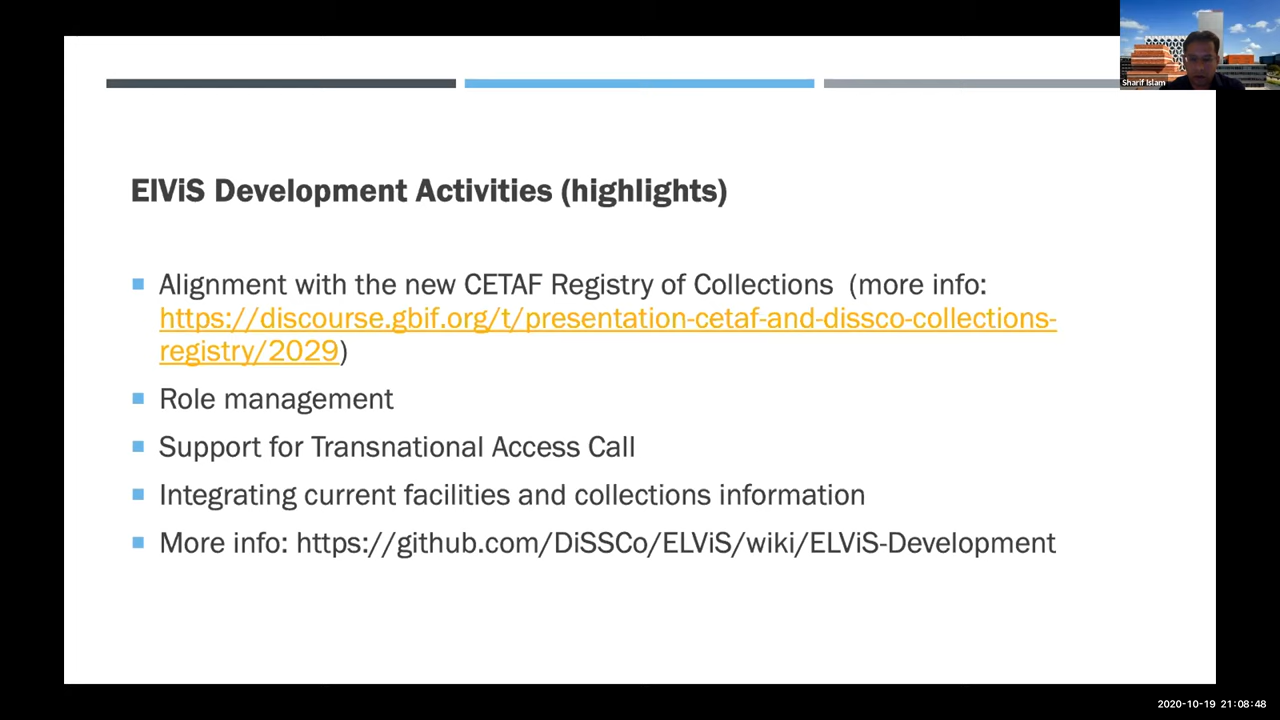 Sharif Islam
ElViS Development Activities (highlights)
Alignment with the new CETAF Registry of Collections (more info:
https://discourse.gbif.org/t/presentation-cetaf-and-dissco-collections-
registry/2029)
Role management
Support for Transnational Access Call
Integrating current facilities and collections information
More info: https://github.com/DiSSCo/ELViS/wiki/ELViS-Development
2020-10-19 21:08:48